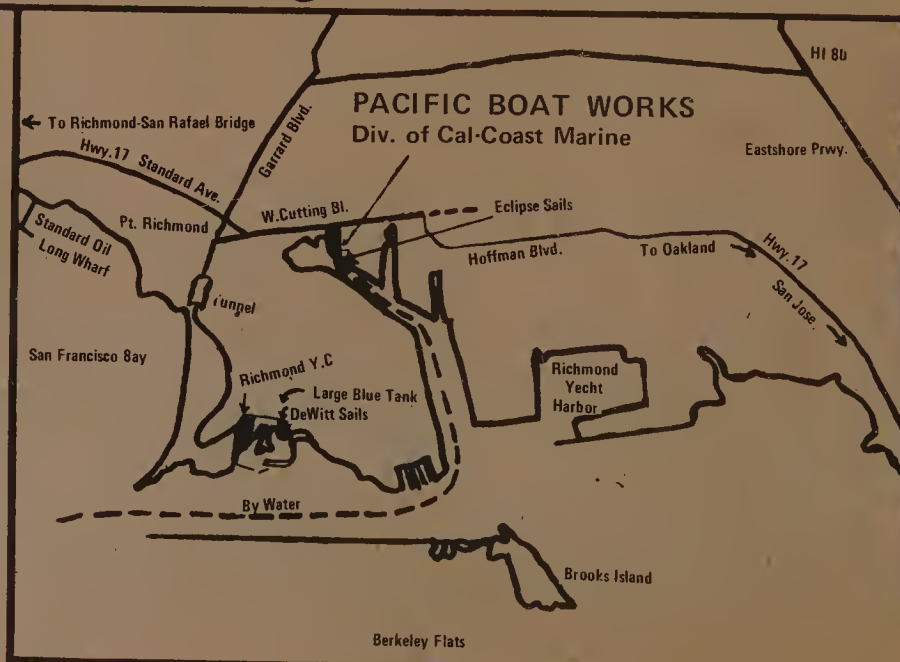 HI 80
PACIFIC BOAT WORKS
Div. of Cal-Coast Marine
← To Richmond-San Rafael Bridge
Garrard Blvd.
Eastshore Prwy.
Hwy.17 Standard Ave.
W.Cutting Bl.
Eclipse Sails
Pt. Richmond
Standard Oil
Long Wharf
Hoffman Blvd.
To Oakland
Hwy.17
San Jose.
Tunnel
San Francisco Bay
Richmond Y.C
Large Blue Tank
DeWitt Sails
Richmond
Yecht
Harbor
By Water
Brooks Island
Berkeley Flats